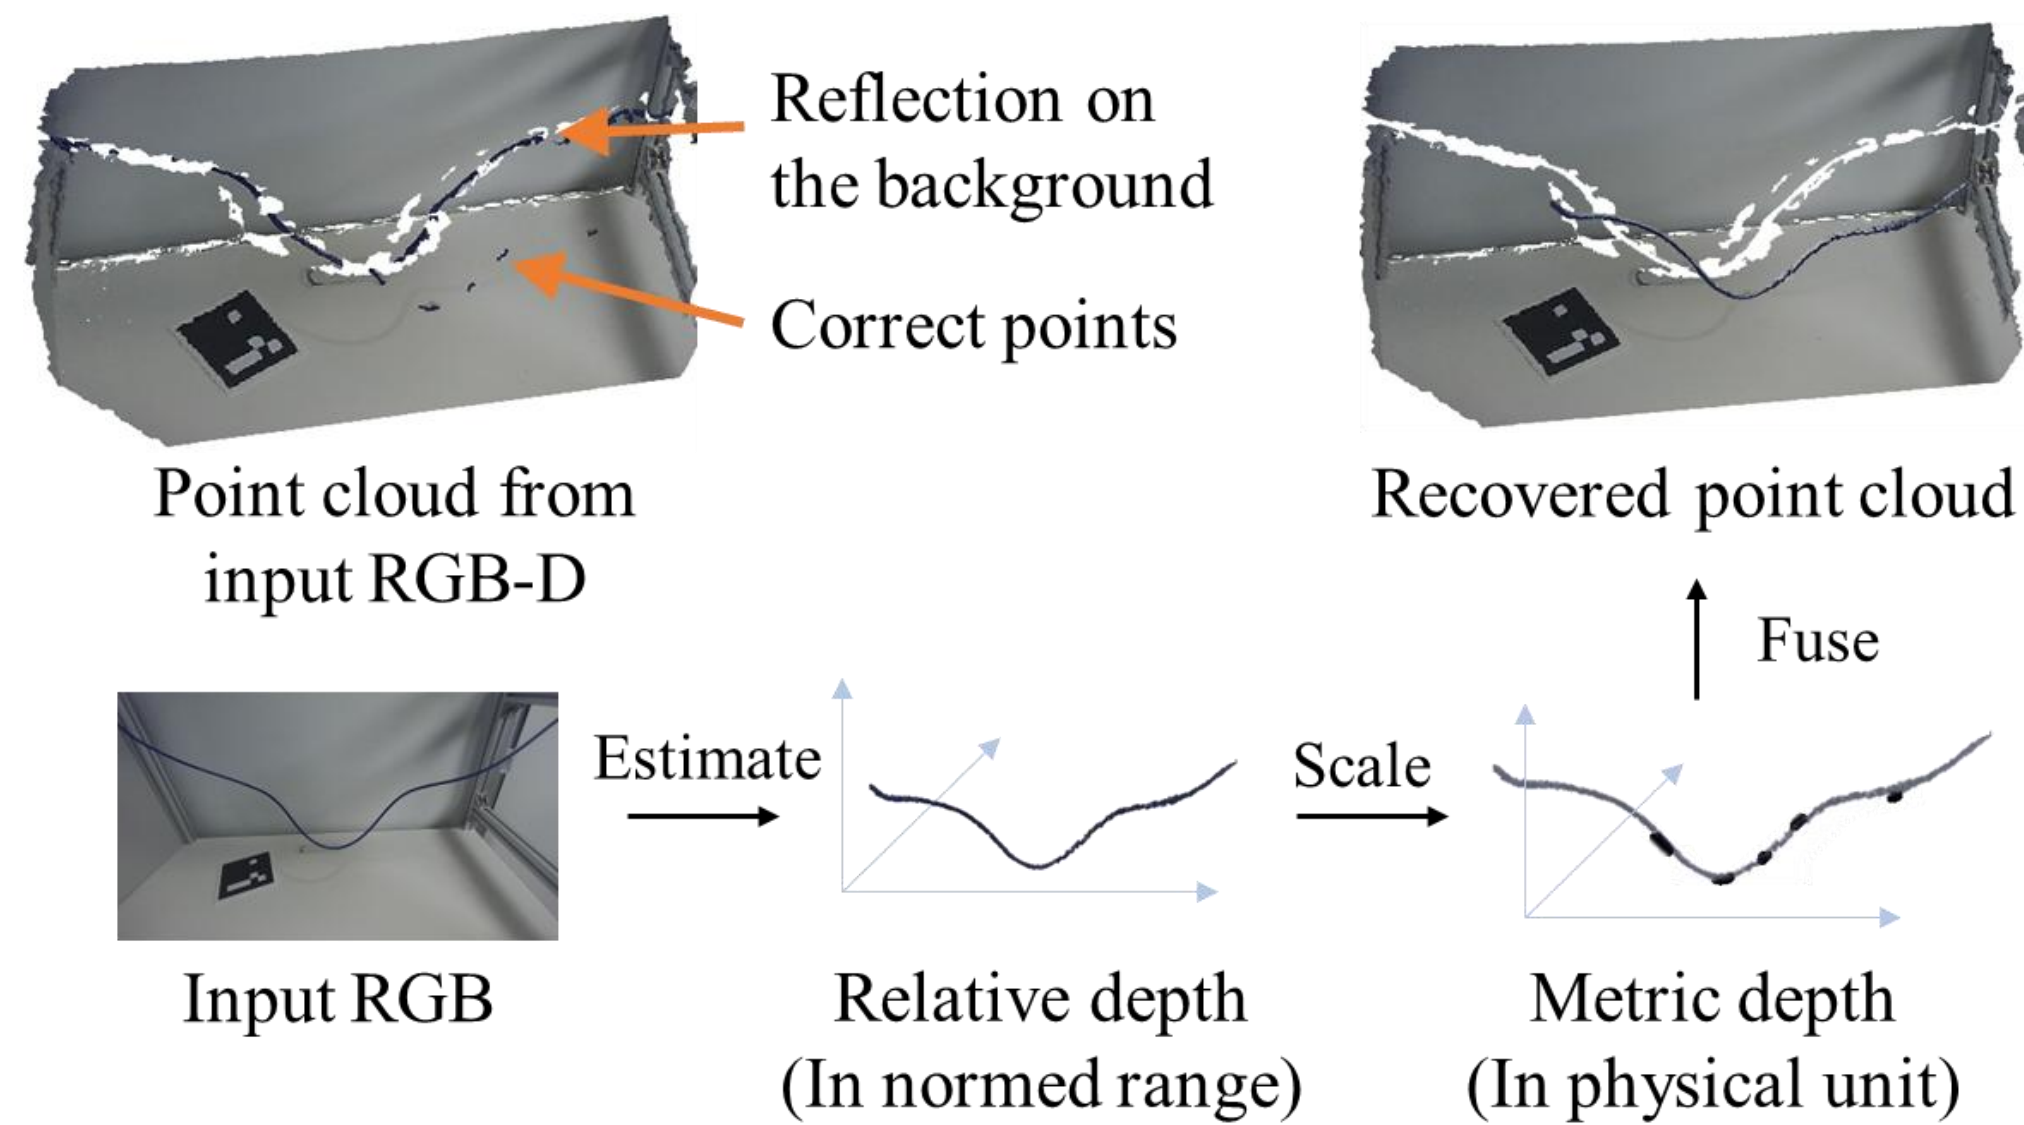 Reflection on
the background
Correct points
Point cloud from
input RGB-D
Recovered point cloud
Fuse
Estimate
Scale
Input RGB
Relative depth
(In normed range)
Metric depth
(In physical unit)